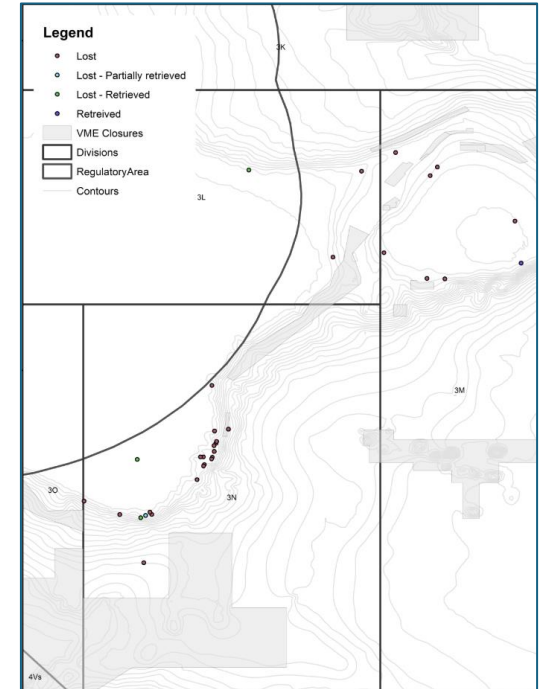 Legend
Lost
Lost - Partially retrieved
Lost - Retrieved
Retreived
VME Closures
Divisions
RegulatoryArea
Contours
3K
3L
3M
3O
3N
4Vs